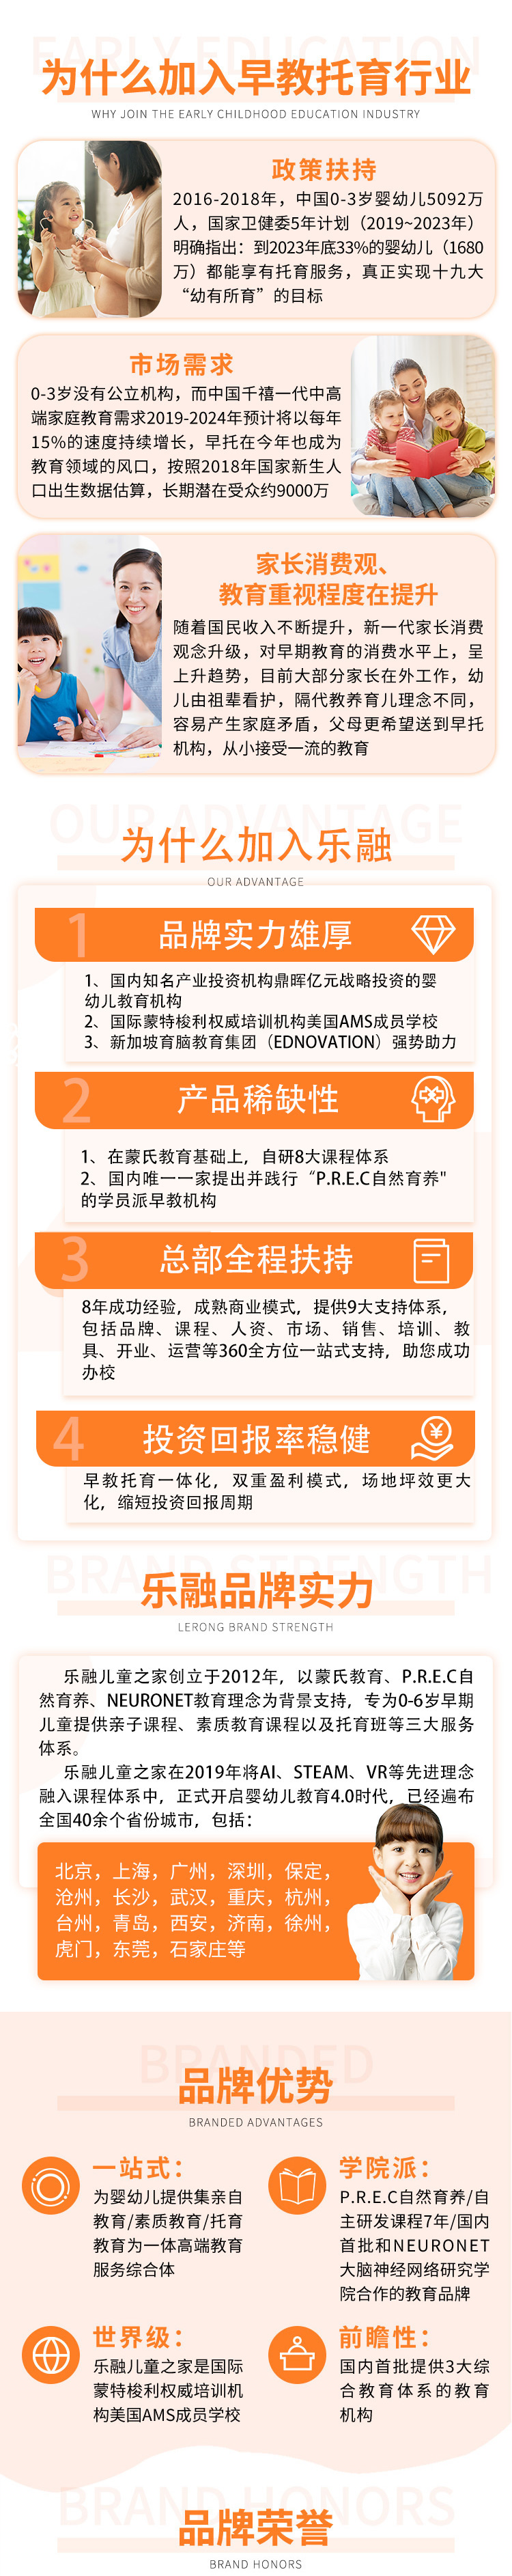 EARLY EDUCATION
为什么加入早教托育行业
WHY JOIN THE EARLY CHILDHOOD EDUCATION INDUSTRY
政策扶持
2016-2018年，中国0-3岁婴幼儿5092万
人，国家卫健委5年计划（2019~2023年）
明确指出：到2023年底33%的婴幼儿（1680
万）都能享有托育服务，真正实现十九大
“幼有所育”的目标
市场需求
0-3岁没有公立机构，而中国千禧一代中高
端家庭教育需求2019-2024年预计将以每年
15%的速度持续增长，早托在今年也成为
教育领域的风口，按照2018年国家新生人
口出生数据估算，长期潜在受众约9000万
家长消费观、
教育重视程度在提升
随着国民收入不断提升，新一代家长消费
观念升级，对早期教育的消费水平上，呈
上升趋势，目前大部分家长在外工作，幼
儿由祖辈看护，隔代教养育儿理念不同，
容易产生家庭矛盾，父母更希望送到早托
机构，从小接受一流的教育
OUR ADVANTAGE
为什么加入乐融
OUR ADVANTAGE
1 品牌实力雄厚
1、国内知名产业投资机构鼎晖亿元战略投资的婴
幼儿教育机构
2、国际蒙特梭利权威培训机构美国AMS成员学校
3、新加坡育脑教育集团（EDNOVATION）强势助力
2 产品稀缺性
1、在蒙氏教育基础上，自研8大课程体系
2、国内唯一一家提出并践行“P.R.E.C自然育养"
的学员派早教机构
3 总部全程扶持
8年成功经验，成熟商业模式，提供9大支持体系，
包括品牌、课程、人资、市场、销售、培训、教
具、开业、运营等360全方位一站式支持，助您成功
办校
4 投资回报率稳健
早教托育一体化，双重盈利模式，场地坪效更大
化，缩短投资回报周期
BRAND STRENGTH
乐融品牌实力
LERONG BRAND STRENGTH
乐融儿童之家创立于2012年，以蒙氏教育、P.R.E.C自
然育养、NEURONET教育理念为背景支持，专为0-6岁早期
儿童提供亲子课程、素质教育课程以及托育班等三大服务
体系。
乐融儿童之家在2019年将AI、STEAM、VR等先进理念
融入课程体系中，正式开启婴幼儿教育4.0时代，已经遍布
全国40余个省份城市，包括：
北京，上海，广州，深圳，保定，
沧州，长沙，武汉，重庆，杭州，
台州，青岛，西安，济南，徐州，
虎门，东莞，石家庄等
BRANDED
品牌优势
BRANDED ADVANTAGES
一站式：
为婴幼儿提供集亲自
教育/素质教育/托育
教育为一体高端教育
服务综合体
学院派：
P.R.E.C自然育养/自
主研发课程7年/国内
首批和NEURONET
大脑神经网络研究学
院合作的教育品牌
世界级：
乐融儿童之家是国际
蒙特梭利权威培训机
构美国AMS成员学校
前瞻性：
国内首批提供3大综
合教育体系的教育
机构
BRAND HONORS
品牌荣誉
BRAND HONORS